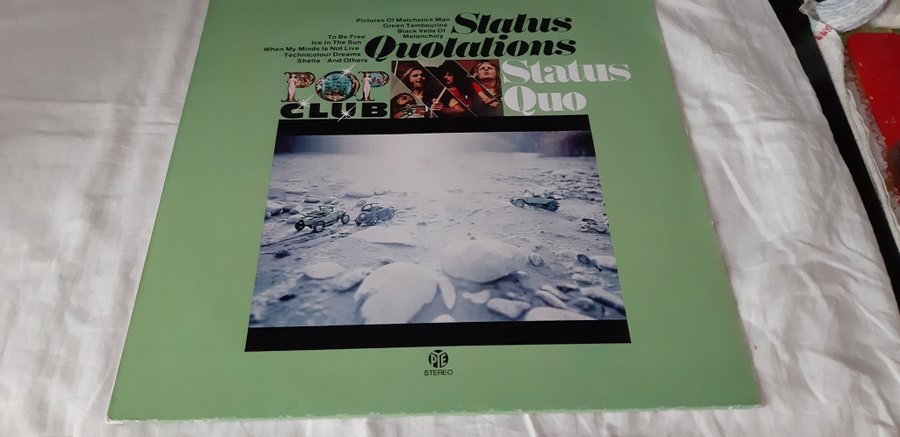 Pictures Of Matchstick Man
Green Tambourine
Black Veils Of
Melancholy
To Be Free
Ice In The Sun
When My Minds Is Not Live
Technicolour Dreams
Sheila And Others
Status
Quotations
POP
CLUB
Status
Quo
PYE
STEREO